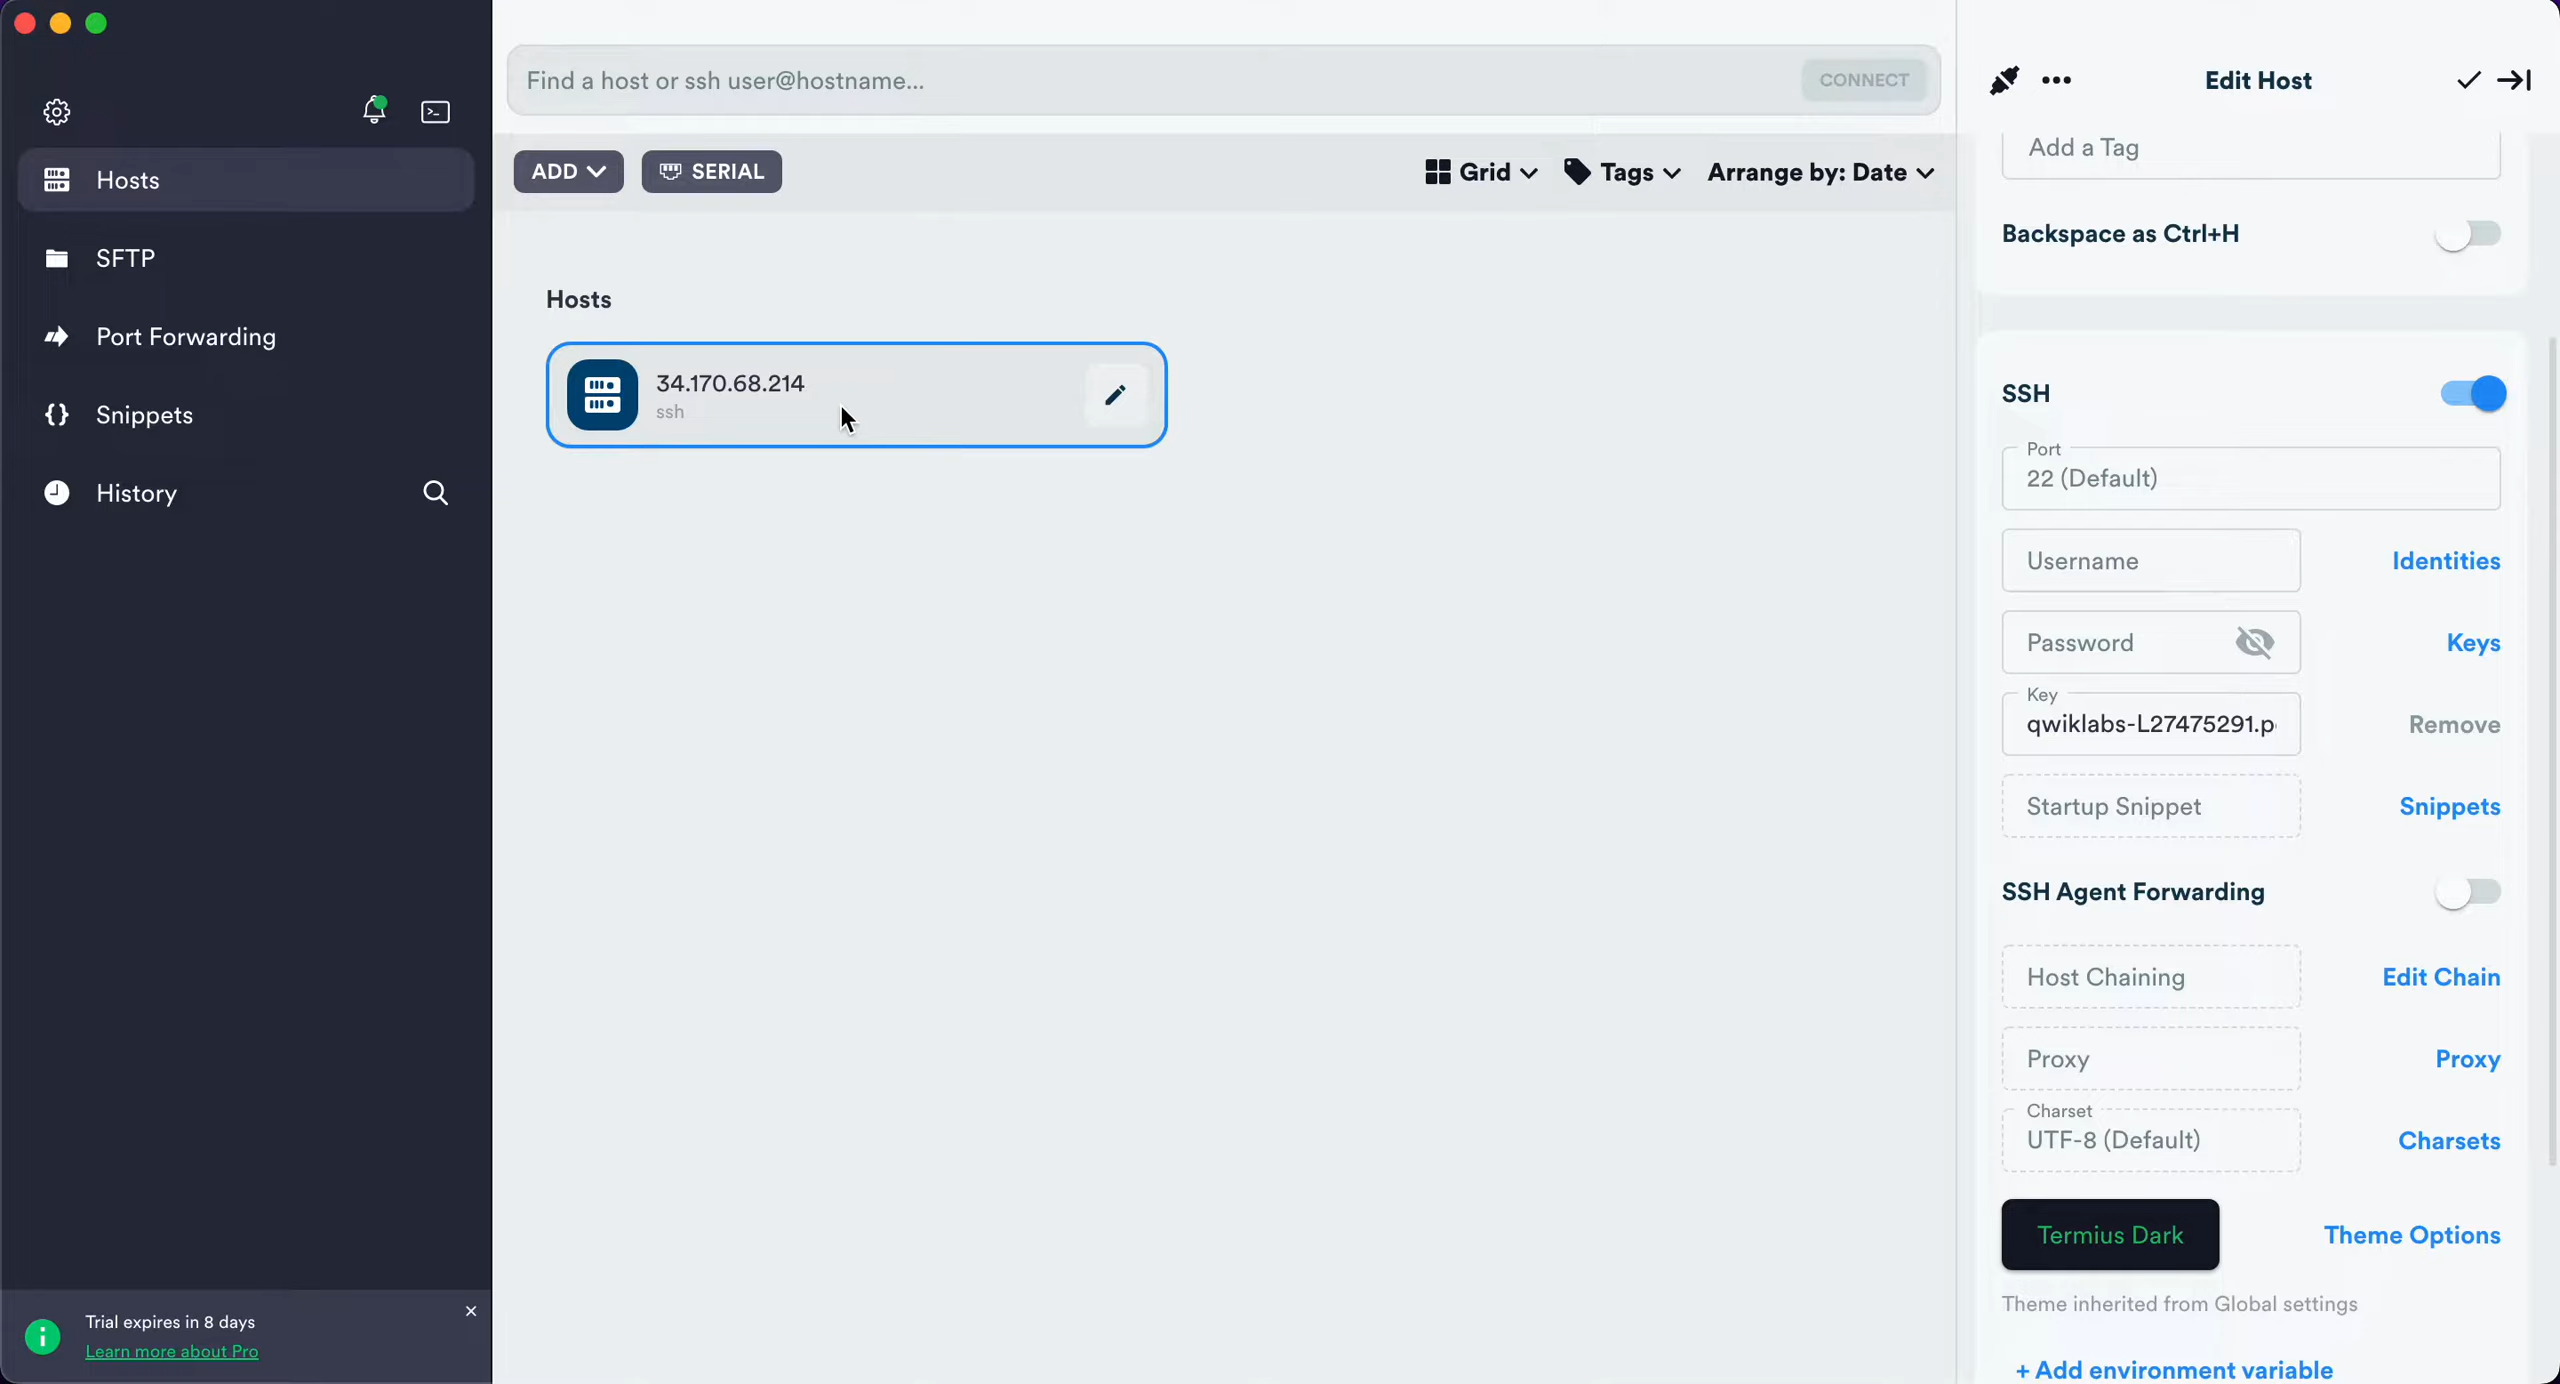 Hosts
SFTP
Port Forwarding
Snippets
History
Trial expires in 8 days
Learn more about Pro
Find a host or ssh user@hostname...
CONNECT
ADD
SERIAL
Grid
Tags
Arrange by: Date
Hosts
34.170.68.214
ssh
Edit Host
Add a Tag
Backspace as Ctrl+H
SSH
Port
22 (Default)
Username
Identities
Password
Keys
Key
qwiklabs-L27475291.p
Remove
Startup Snippet
Snippets
SSH Agent Forwarding
Host Chaining
Edit Chain
Proxy
Proxy
Charset
UTF-8 (Default)
Charsets
Termius Dark
Theme Options
Theme inherited from Global settings
+ Add environment variable